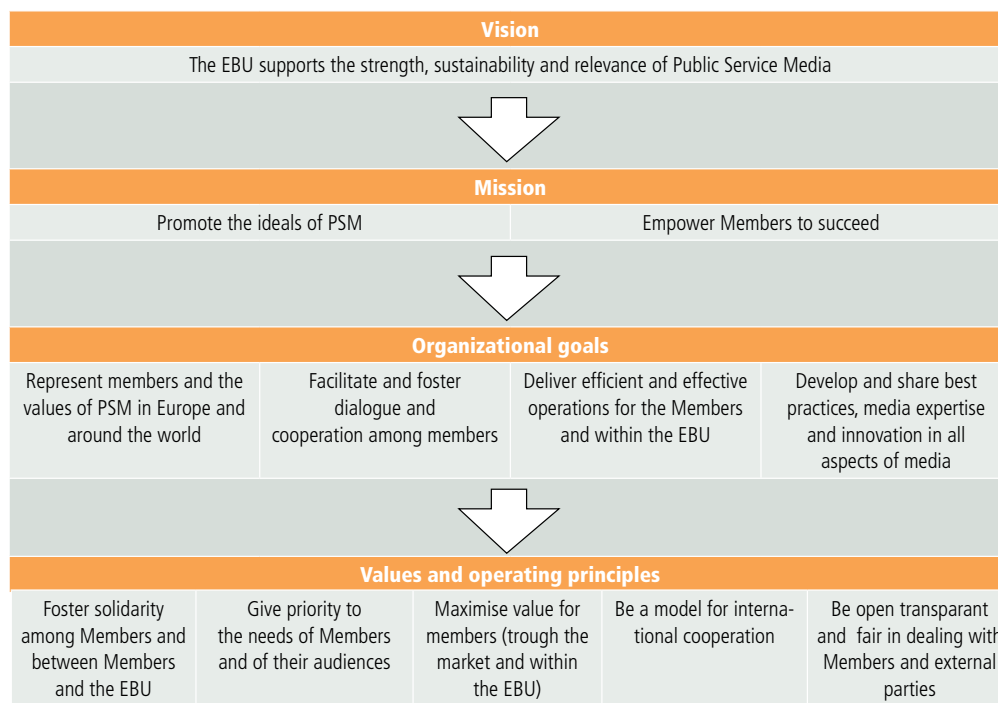 Vision
The EBU supports the strength, sustainability and relevance of Public Service Media
Mission
Promote the ideals of PSM
Empower Members to succeed
Organizational goals
Represent members and the
values of PSM in Europe and
around the world
Facilitate and foster
dialogue and
cooperation among members
Deliver efficient and effective
operations for the Members
and within the EBU
Develop and share best
practices, media expertise
and innovation in all
aspects of media
Values and operating principles
Foster solidarity
among Members and
between Members
and the EBU
Give priority to
the needs of Members
and of their audiences
Maximise value for
members (trough the
market and within
the EBU)
Be a model for interna-
tional cooperation
Be open transparant
and fair in dealing with
Members and external
parties